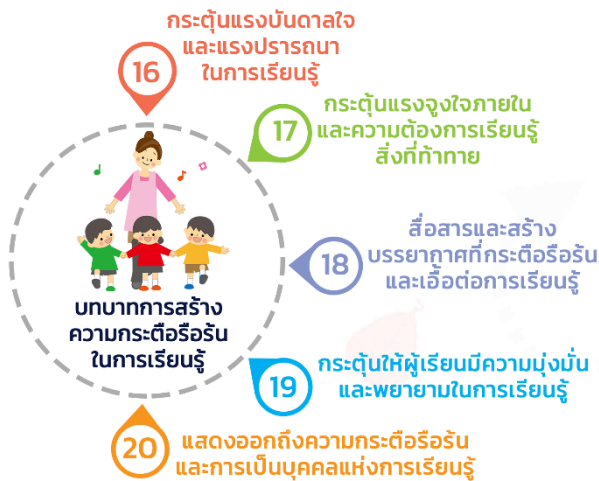 16
กระตุ้นแรงบันดาลใจ
และแรงปรารถนา
ในการเรียนรู้
17
กระตุ้นแรงจูงใจภายใน
และความต้องการเรียนรู้
สิ่งที่ท้าทาย
18
สื่อสารและสร้าง
บรรยากาศที่กระตือรือร้น
และเอื้อต่อการเรียนรู้
บทบาทการสร้าง
ความกระตือรือร้น
ในการเรียนรู้
19
กระตุ้นให้ผู้เรียนมีความมุ่งมั่น
และพยายามในการเรียนรู้
20
แสดงออกถึงความกระตือรือร้น
และการเป็นบุคคลแห่งการเรียนรู้